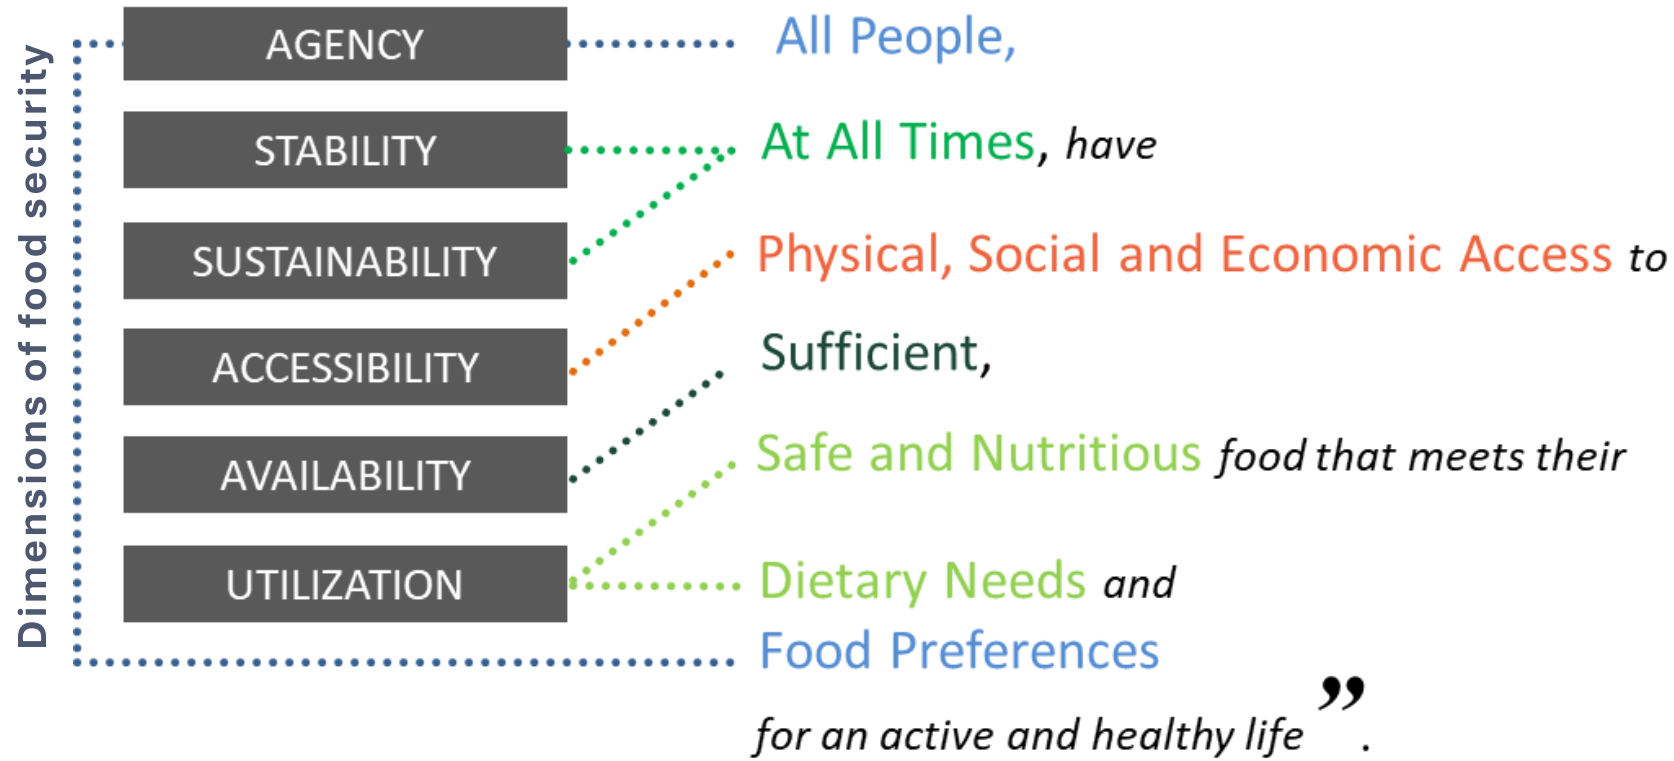 Dimensions of food security
AGENCY
All People,
STABILITY
At All Times, have
SUSTAINABILITY
Physical, Social and Economic Access to
ACCESSIBILITY
Sufficient,
AVAILABILITY
Safe and Nutritious food that meets their
UTILIZATION
Dietary Needs and
Food Preferences
for an active and healthy life”.